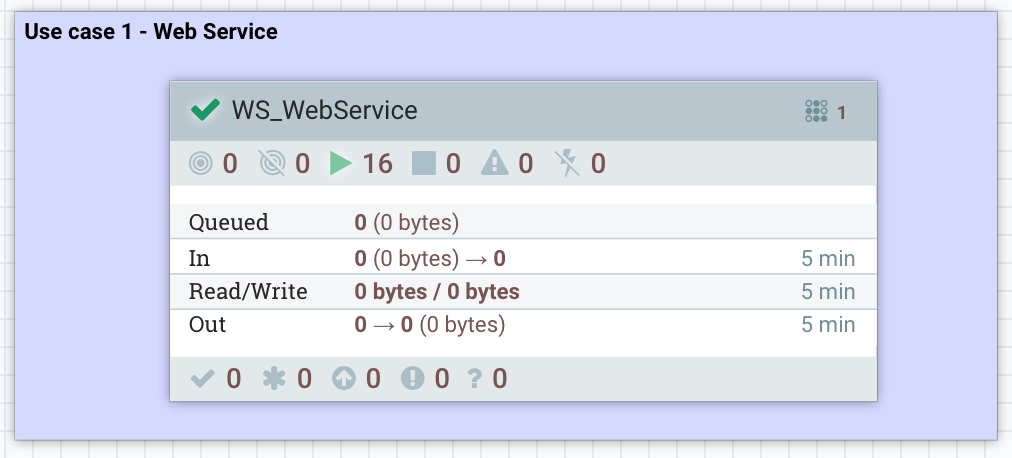 Use case 1 - Web Service
WS_WebService 1
0 0 16 0 0 0
Queued 0 (0 bytes)
In 0 (0 bytes) → 0 5 min
Read/Write 0 bytes / 0 bytes 5 min
Out 0 → 0 (0 bytes) 5 min
0 0 0 0 ? 0